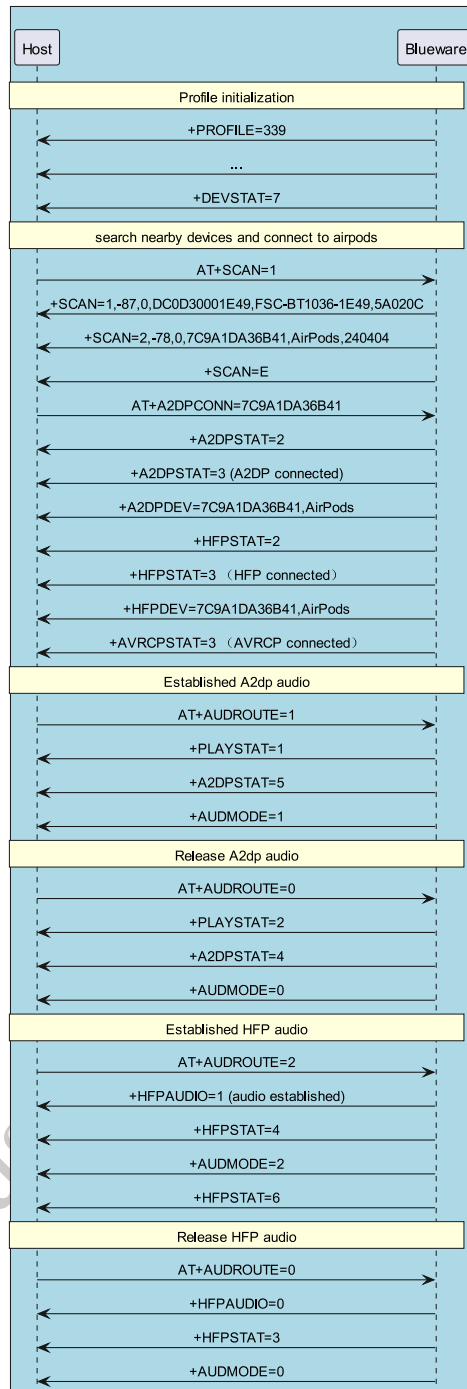 Host
Blueware
Profile initialization
+PROFILE=339
...
+DEVSTAT=7
search nearby devices and connect to airpods
AT+SCAN=1
+SCAN=1,-87,0,DC0D30001E49,FSC-BT1036-1E49,5A020C
+SCAN=2,-78,0,7C9A1DA36B41,AirPods,240404
+SCAN=E
AT+A2DPCONN=7C9A1DA36B41
+A2DPSTAT=2
+A2DPSTAT=3 (A2DP connected)
+A2DPDEV=7C9A1DA36B41,AirPods
+HFPSTAT=2
+HFPSTAT=3 （HFP connected）
+HFPDEV=7C9A1DA36B41,AirPods
+AVRCPSTAT=3 （AVRCP connected）
Established A2dp audio
AT+AUDROUTE=1
+PLAYSTAT=1
+A2DPSTAT=5
+AUDMODE=1
Release A2dp audio
AT+AUDROUTE=0
+PLAYSTAT=2
+A2DPSTAT=4
+AUDMODE=0
Established HFP audio
AT+AUDROUTE=2
+HFPAUDIO=1 (audio established)
+HFPSTAT=4
+AUDMODE=2
+HFPSTAT=6
Release HFP audio
AT+AUDROUTE=0
+HFPAUDIO=0
+HFPSTAT=3
+AUDMODE=0